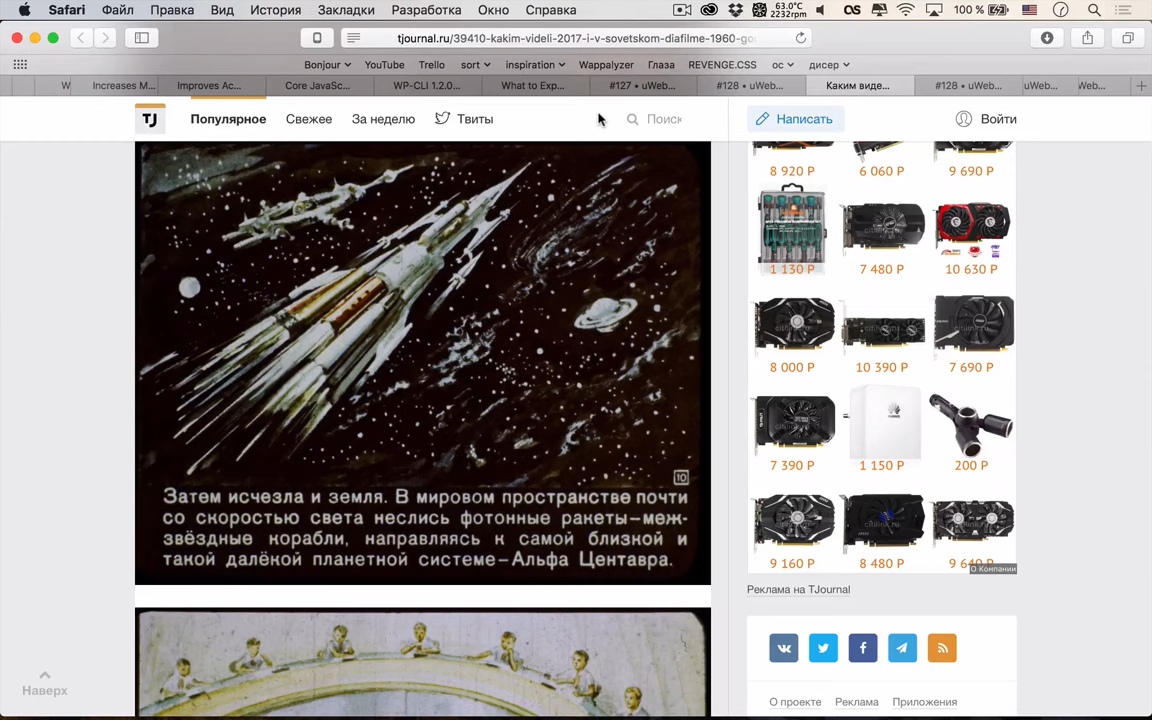 Safari Файл Правка Вид История Закладки Разработка Окно Справка
63.0°C
2232rpm
100 %
tjournal.ru/39410-kakim-videli-2017-i-v-sovetskom-diafilme-1960-go
Bonjour YouTube Trello sort inspiration Wappalyzer Глаза REVENGE.CSS ос дисер
W Increases M... Improves Ac... Core JavaSc... WP-CLI 1.2.0... What to Exp... #127 • uWeb... #128 • uWeb... Каким виде... #128 • uWeb... uWeb... Web...
TJ Популярное Свежее За неделю Твиты Поиск Написать Войти
8 920 Р 6 060 Р 9 690 Р
1 130 Р 7 480 Р 10 630 Р
8 000 Р 10 390 Р 7 690 Р
7 390 Р 1 150 Р 200 Р
9 160 Р 8 480 Р 9 640
О Компании
10
Затем исчезла и земля. В мировом пространстве почти
со скоростью света неслись фотонные ракеты–меж-
звёздные корабли, направляясь к самой близкой и
такой далёкой планетной системе–Альфа Центавра.
Реклама на TJournal
О проекте Реклама Приложения
Наверх